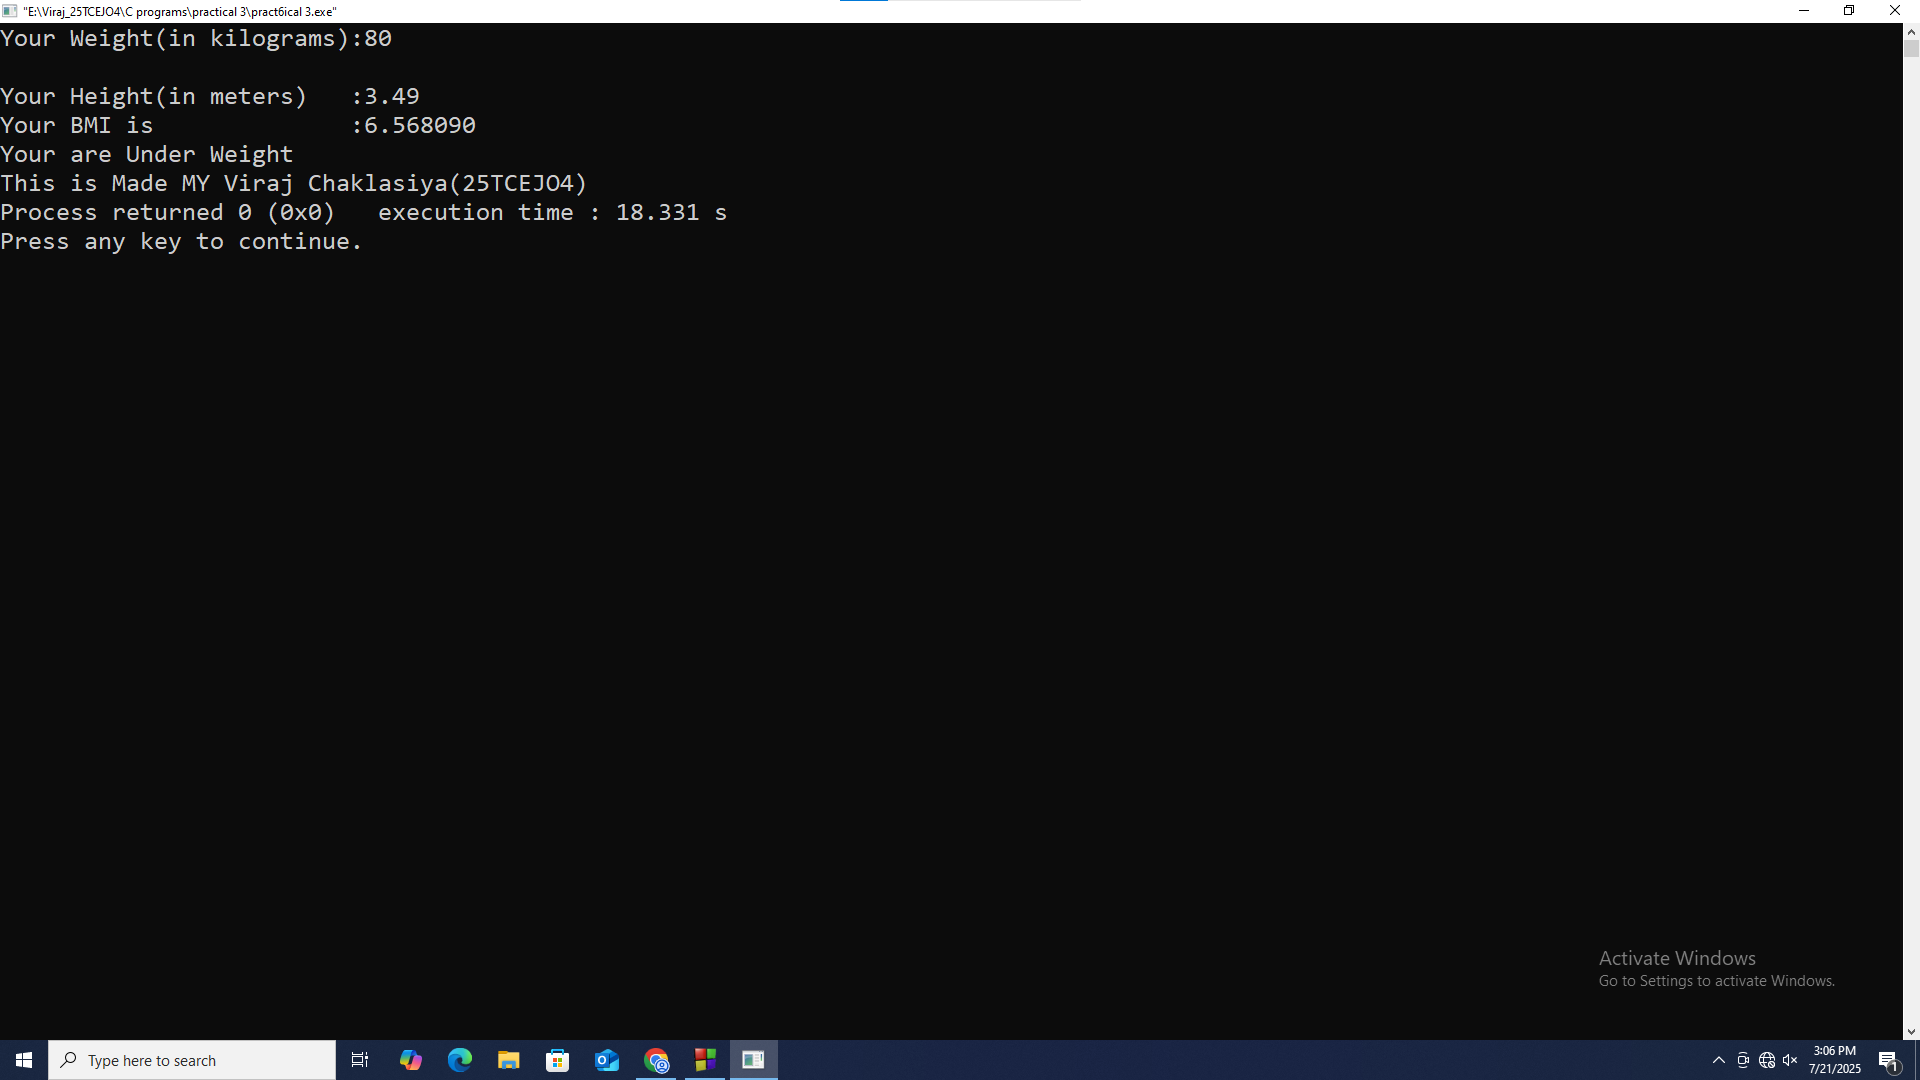 "E:\Viraj_25TCEJO4\C programs\practical 3\pract6ical 3.exe"
Your Weight(in kilograms):80
Your Height(in meters)   :3.49
Your BMI is              :6.568090
Your are Under Weight
This is Made MY Viraj Chaklasiya(25TCEJO4)
Process returned 0 (0x0)   execution time : 18.331 s
Press any key to continue.
Activate Windows
Go to Settings to activate Windows.
Type here to search
3:06 PM
7/21/2025
1